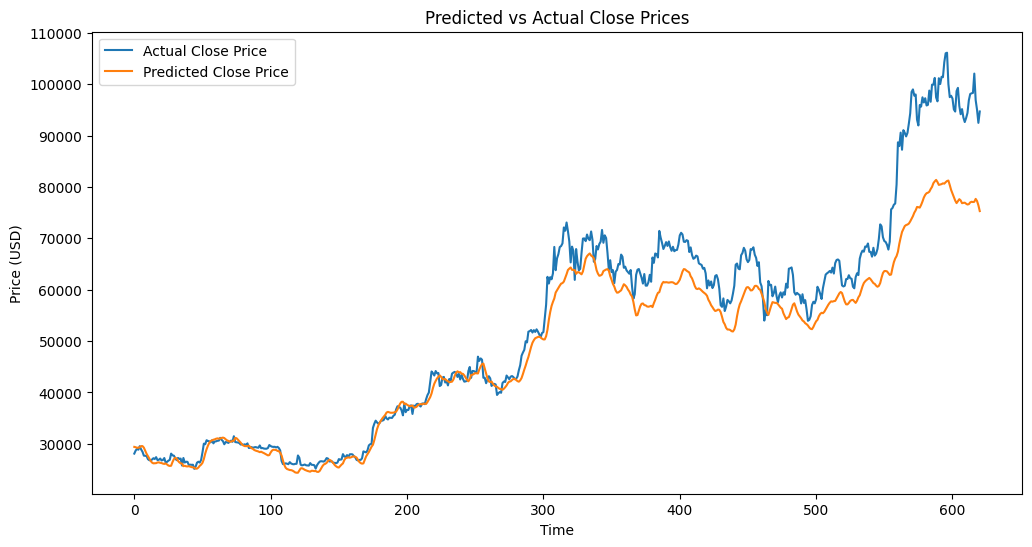 Predicted vs Actual Close Prices
Actual Close Price
Predicted Close Price
Price (USD)
110000
100000
90000
80000
70000
60000
50000
40000
30000
0 100 200 300 400 500 600
Time